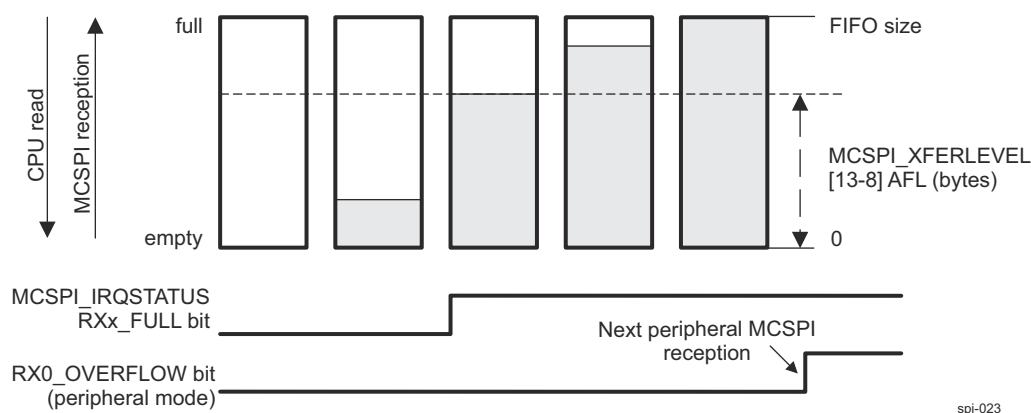 CPU read
MCSPI reception
full
empty
FIFO size
MCSPI_XFERLEVEL
[13-8] AFL (bytes)
0
MCSPI_IRQSTATUS
RXx_FULL bit
Next peripheral MCSPI
reception
RX0_OVERFLOW bit
(peripheral mode)
spi-023